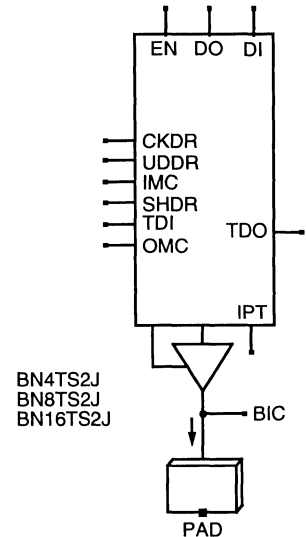 EN DO DI
CKDR
UDDR
IMC
SHDR
TDI
TDO
OMC
IPT
BN4TS2J
BN8TS2J
BN16TS2J
BIC
PAD